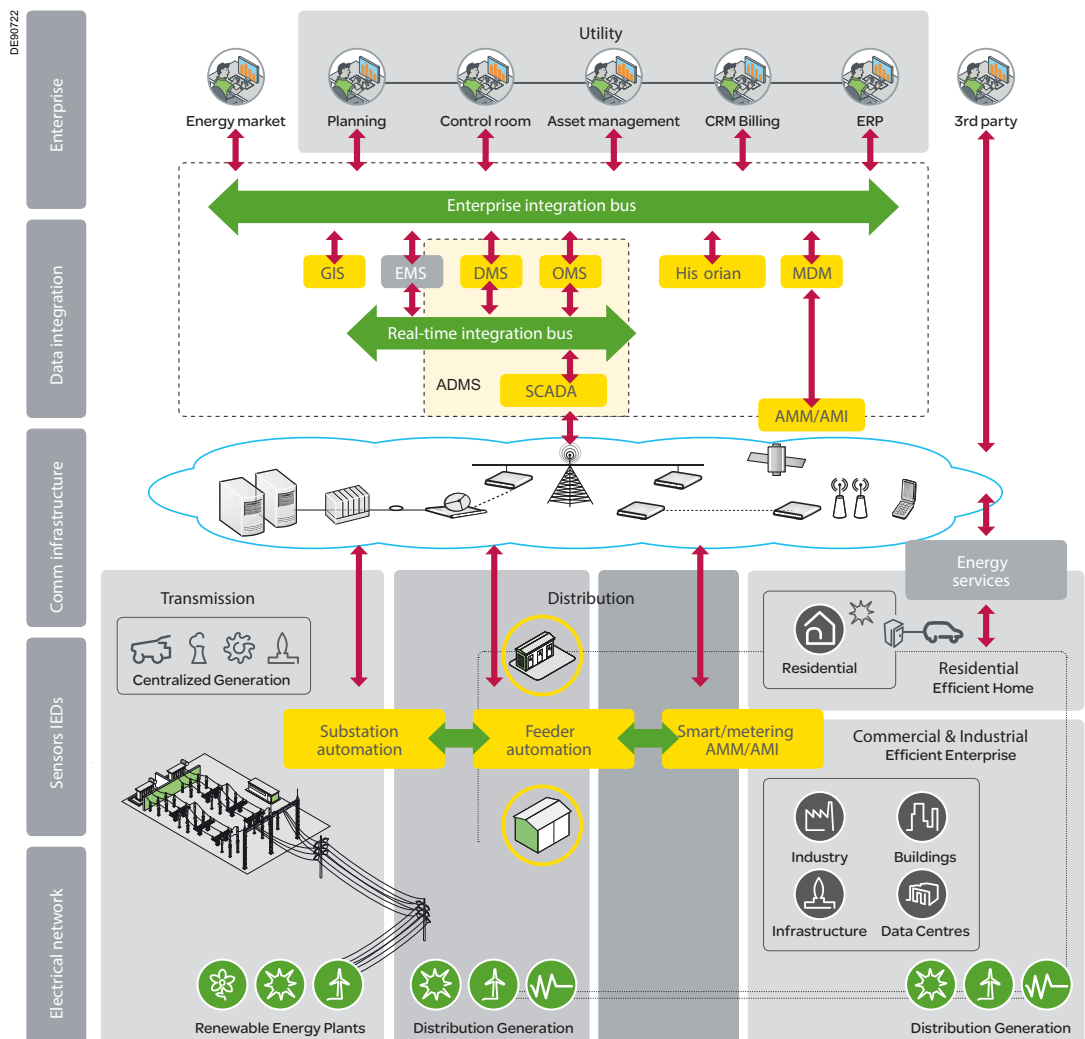 DE90722
Enterprise
Utility
Energy market
Planning
Control room
Asset management
CRM Billing
ERP
3rd party
Enterprise integration bus
Data integration
GIS
EMS
DMS
OMS
His orian
MDM
Real-time integration bus
ADMS
SCADA
AMM/AMI
Comm infrastructure
Energy
services
Transmission
Distribution
Centralized Generation
Residential
Residential
Efficient Home
Sensors IEDs
Substation
automation
Feeder
automation
Smart/metering
AMM/AMI
Commercial & Industrial
Efficient Enterprise
Industry
Buildings
Infrastructure
Data Centres
Electrical network
Renewable Energy Plants
Distribution Generation
Distribution Generation